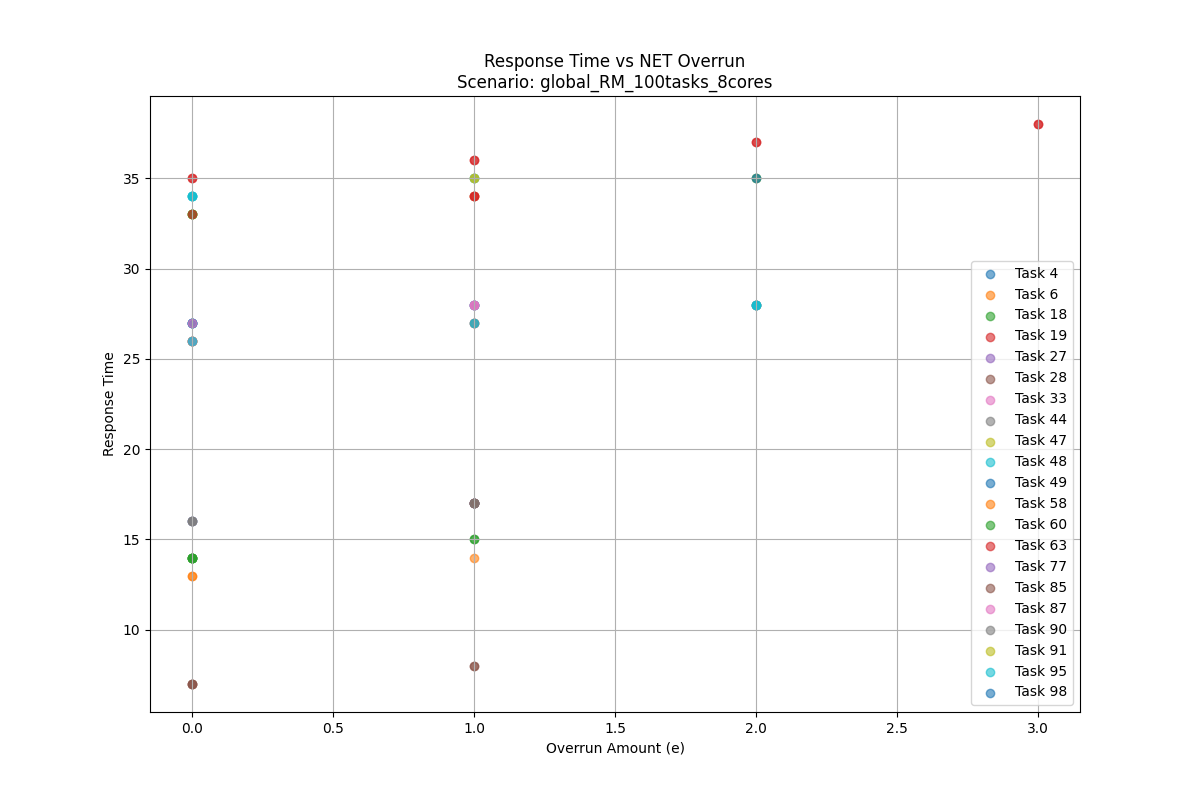 Response Time vs NET Overrun
Scenario: global_RM_100tasks_8cores
Response Time
35
30
25
20
15
10
0.0
0.5
1.0
1.5
2.0
2.5
3.0
Overrun Amount (e)
Task 4
Task 6
Task 18
Task 19
Task 27
Task 28
Task 33
Task 44
Task 47
Task 48
Task 49
Task 58
Task 60
Task 63
Task 77
Task 85
Task 87
Task 90
Task 91
Task 95
Task 98